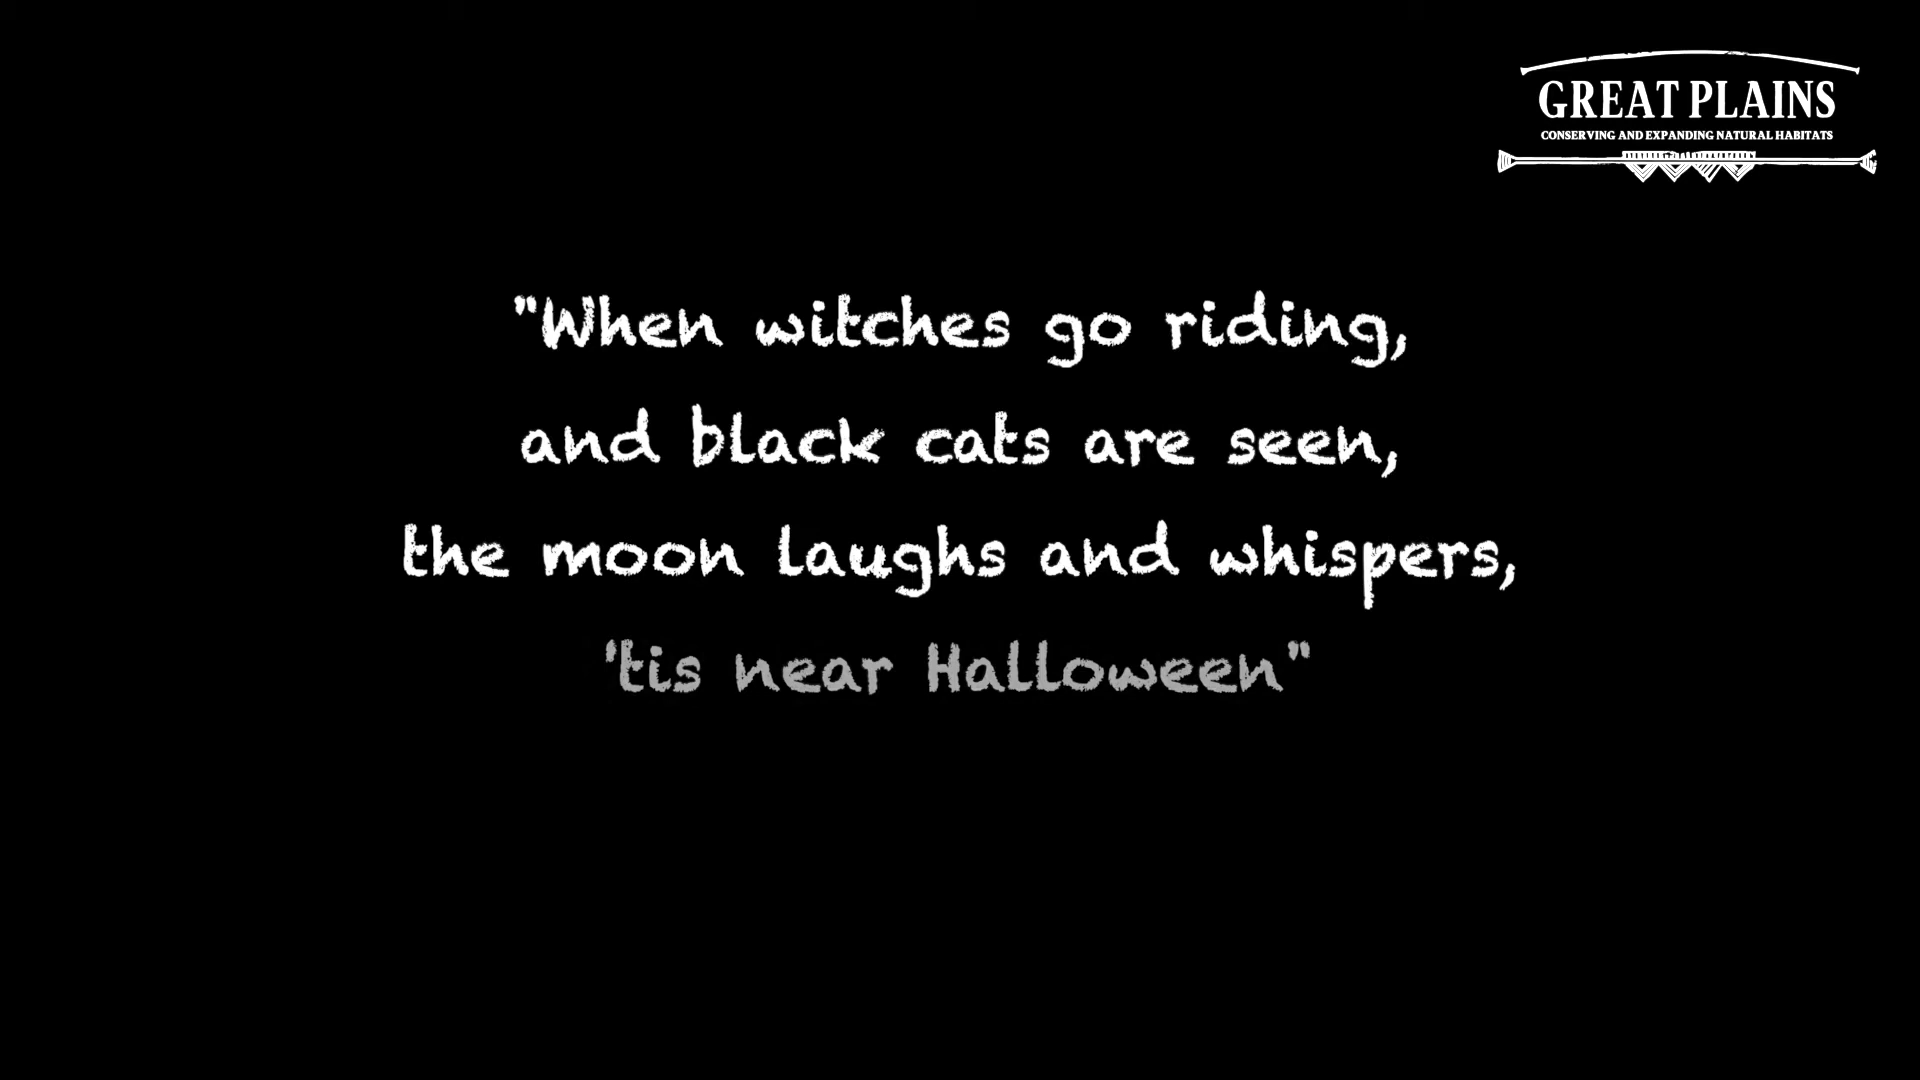 GREAT PLAINS
CONSERVING AND EXPANDING NATURAL HABITATS
"When witches go riding,
and black cats are seen,
the moon laughs and whispers,
'tis near Halloween"